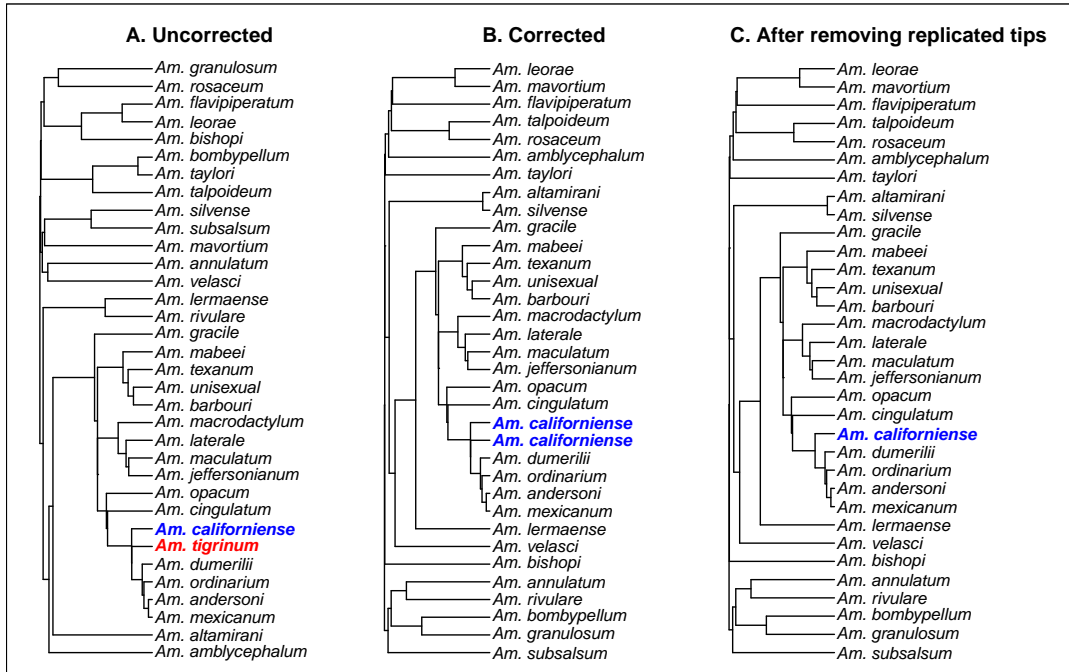 A. Uncorrected
Am. granulosum
Am. rosaceum
Am. flavipiperatum
Am. leorae
Am. bishopi
Am. bombypellum
Am. taylori
Am. talpoideum
Am. silvense
Am. subsalsum
Am. mavortium
Am. annulatum
Am. velasci
Am. lermaense
Am. rivulare
Am. gracile
Am. mabeei
Am. texanum
Am. unisexual
Am. barbouri
Am. macrodactylum
Am. laterale
Am. maculatum
Am. jeffersonianum
Am. opacum
Am. cingulatum
Am. californiense
Am. tigrinum
Am. dumerilii
Am. ordinarium
Am. andersoni
Am. mexicanum
Am. altamirani
Am. amblycephalum
B. Corrected
Am. leorae
Am. mavortium
Am. flavipiperatum
Am. talpoideum
Am. rosaceum
Am. amblycephalum
Am. taylori
Am. altamirani
Am. silvense
Am. gracile
Am. mabeei
Am. texanum
Am. unisexual
Am. barbouri
Am. macrodactylum
Am. laterale
Am. maculatum
Am. jeffersonianum
Am. opacum
Am. cingulatum
Am. californiense
Am. californiense
Am. dumerilii
Am. ordinarium
Am. andersoni
Am. mexicanum
Am. lermaense
Am. velasci
Am. bishopi
Am. annulatum
Am. rivulare
Am. bombypellum
Am. granulosum
Am. subsalsum
C. After removing replicated tips
Am. leorae
Am. mavortium
Am. flavipiperatum
Am. talpoideum
Am. rosaceum
Am. amblycephalum
Am. taylori
Am. altamirani
Am. silvense
Am. gracile
Am. mabeei
Am. texanum
Am. unisexual
Am. barbouri
Am. macrodactylum
Am. laterale
Am. maculatum
Am. jeffersonianum
Am. opacum
Am. cingulatum
Am. californiense
Am. dumerilii
Am. ordinarium
Am. andersoni
Am. mexicanum
Am. lermaense
Am. velasci
Am. bishopi
Am. annulatum
Am. rivulare
Am. bombypellum
Am. granulosum
Am. subsalsum